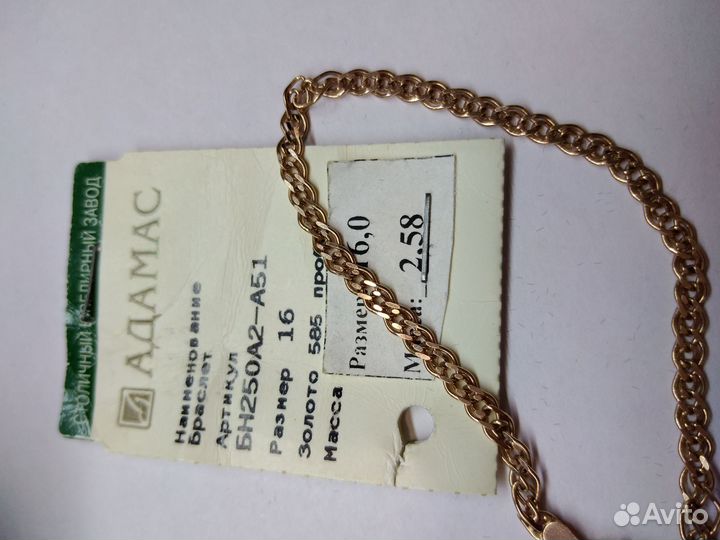 ОЛИЧНЫЙ ЮВЕЛИРНЫЙ ЗАВОД
АДАМАС
Наименование
Браслет
Артикул
БН250А2-А51
Размер 16
Золото 585 про
Масса
Размер 16,0
2,58
Avito